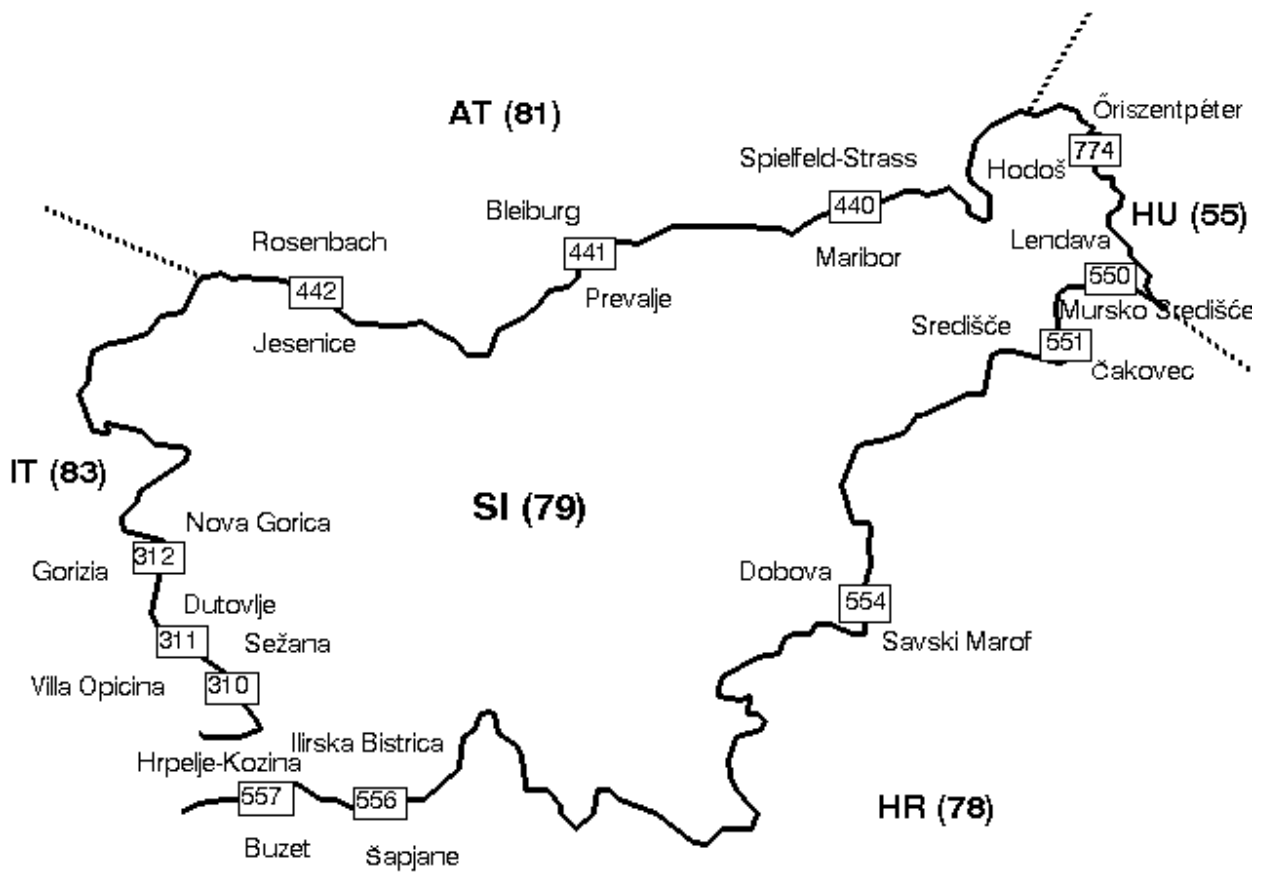 AT (81)
Őriszentpéter
774
Hodoš
Spielfeld-Strass
440
Maribor
HU (55)
Bleiburg
441
Prevalje
Rosenbach
442
Jesenice
Lendava
550
Mursko Središće
Središče
551
Čakovec
IT (83)
SI (79)
Nova Gorica
312
Gorizia
Dutovlje
311
Sežana
Villa Opicina
310
Dobova
554
Savski Marof
Ilirska Bistrica
Hrpelje-Kozina
557
556
Buzet
Šapjane
HR (78)